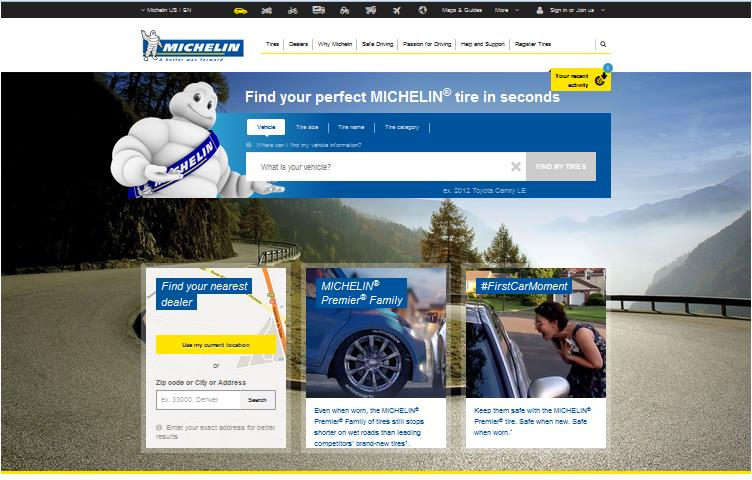 Michelin US / EN
Maps & Guides
More
Sign in or Join us
MICHELIN
A better way forward
Tires
Dealers
Why Michelin
Safe Driving
Passion for Driving
Help and Support
Register Tires
Your recent
activity
Find your perfect MICHELIN® tire in seconds
Vehicle
Tire size
Tire name
Tire category
Where can I find my vehicle information?
MICHELIN
What is your vehicle?
FIND MY TIRE S
ex. 2012 Toyota Camry LE
Find your nearest
dealer
Use my current location
or
Zip code or City or Address
ex. 33000, Denver
Search
Enter your exact address for better
results
MICHELIN®
Premier® Family
Even when worn, the MICHELIN®
Premier® Family of tires still stops
shorter on wet roads than leading
competitors' brand-new tires¹.
#FirstCarMoment
Keep them safe with the MICHELIN®
Premier® tire. Safe when new. Safe
when worn.*